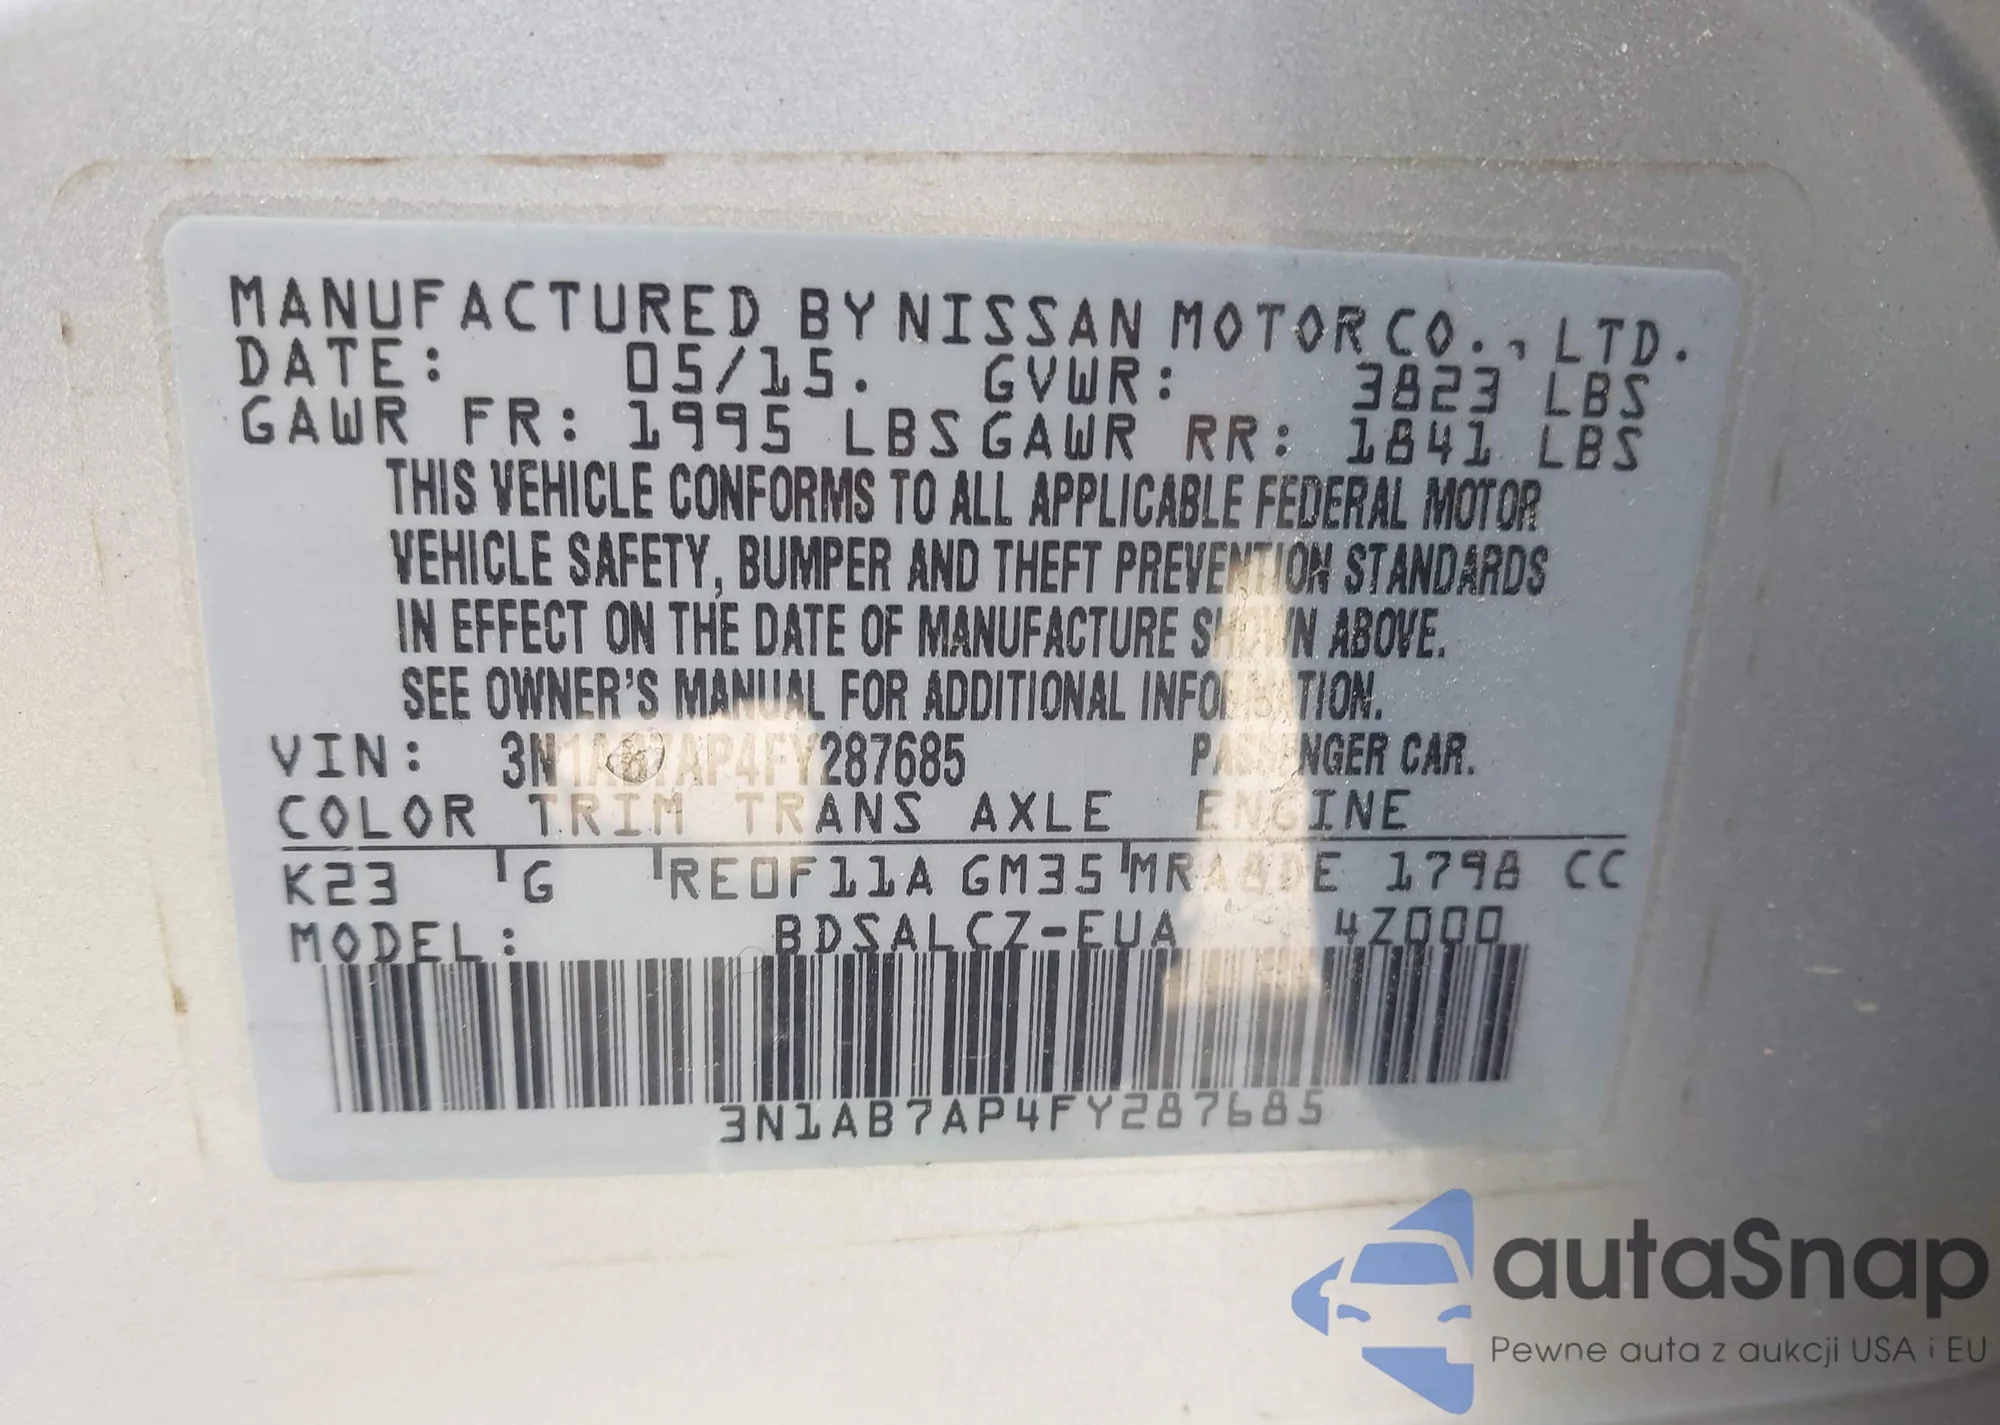 MANUFACTURED BY NISSAN MOTOR CO., LTD.
DATE: 05/15. GVWR: 3823 LBS
GAWR FR: 1995 LBS GAWR RR: 1841 LBS
THIS VEHICLE CONFORMS TO ALL APPLICABLE FEDERAL MOTOR
VEHICLE SAFETY, BUMPER AND THEFT PREVENTION STANDARDS
IN EFFECT ON THE DATE OF MANUFACTURE SHOWN ABOVE.
SEE OWNER'S MANUAL FOR ADDITIONAL INFORMATION.
VIN: 3N1AB7AP4FY287685 PASSENGER CAR.
COLOR TRIM TRANS AXLE ENGINE
K23 G RE0F11A GM35 MRA8DE 1798 CC
MODEL: BDSALCZ-EUA 4Z000
3N1AB7AP4FY287685
autaSnap
Pewne auta z aukcji USA i EU